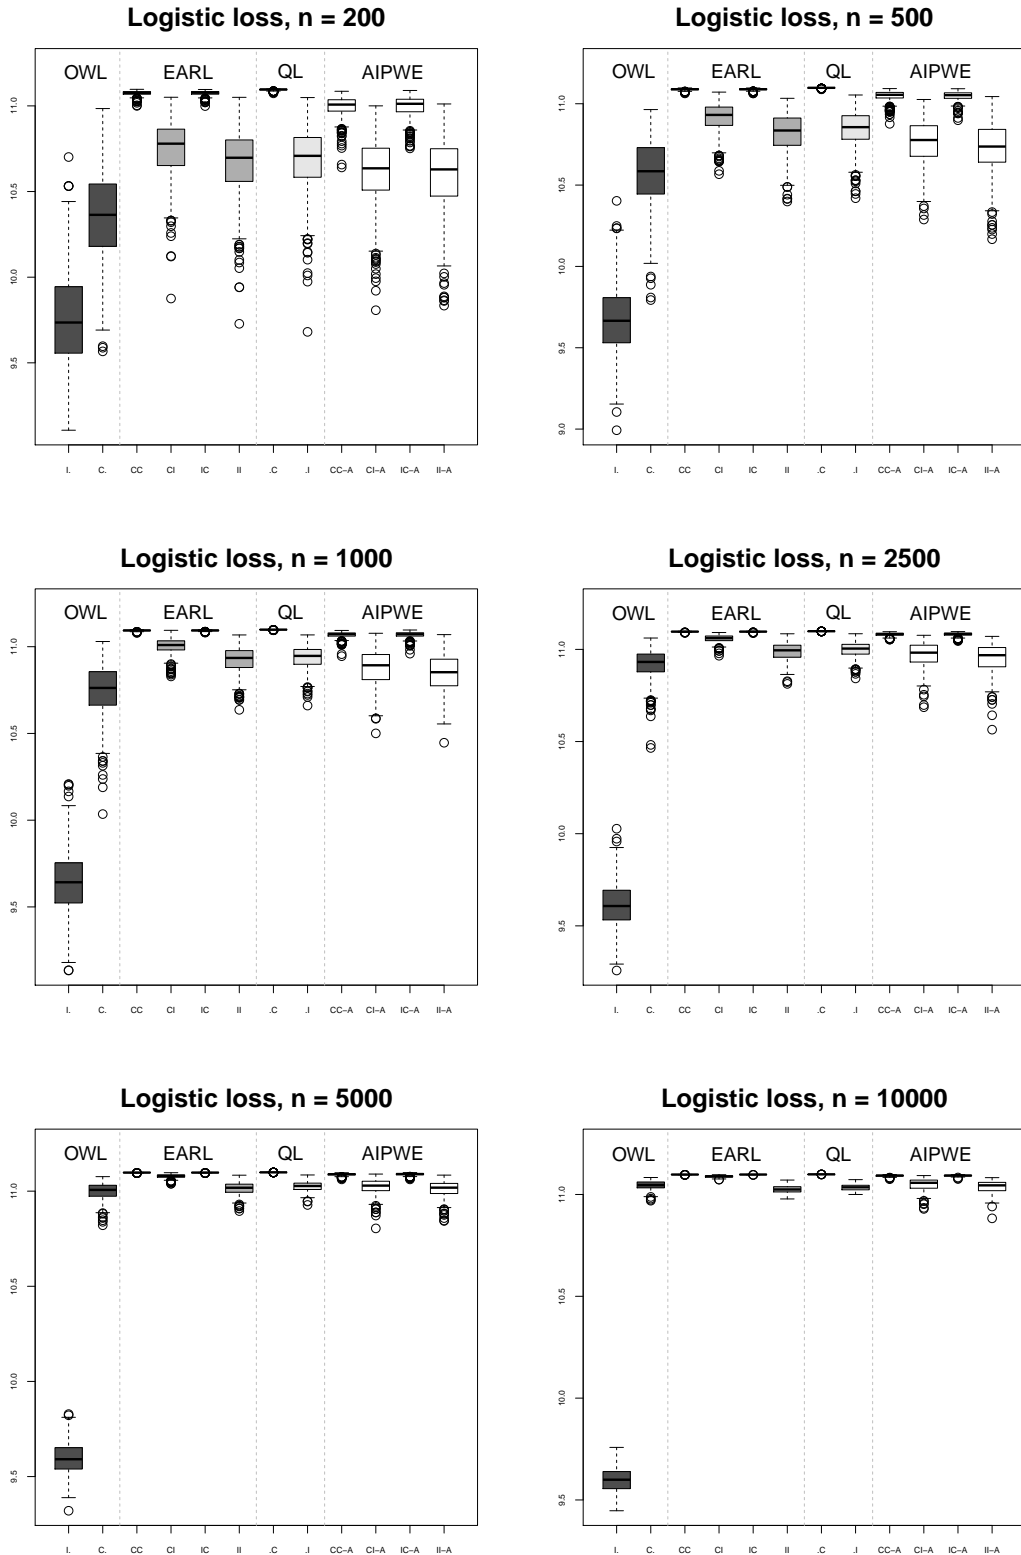 Logistic loss, n = 200
OWL EARL QL AIPWE
11.0
10.5
10.0
9.5
I. C. CC CI IC II .C .I CC−A CI−A IC−A II−A
Logistic loss, n = 500
OWL EARL QL AIPWE
11.0
10.5
10.0
9.5
9.0
I. C. CC CI IC II .C .I CC−A CI−A IC−A II−A
Logistic loss, n = 1000
OWL EARL QL AIPWE
11.0
10.5
10.0
9.5
I. C. CC CI IC II .C .I CC−A CI−A IC−A II−A
Logistic loss, n = 2500
OWL EARL QL AIPWE
11.0
10.5
10.0
9.5
I. C. CC CI IC II .C .I CC−A CI−A IC−A II−A
Logistic loss, n = 5000
OWL EARL QL AIPWE
11.0
10.5
10.0
9.5
I. C. CC CI IC II .C .I CC−A CI−A IC−A II−A
Logistic loss, n = 10000
OWL EARL QL AIPWE
11.0
10.5
10.0
9.5
I. C. CC CI IC II .C .I CC−A CI−A IC−A II−A